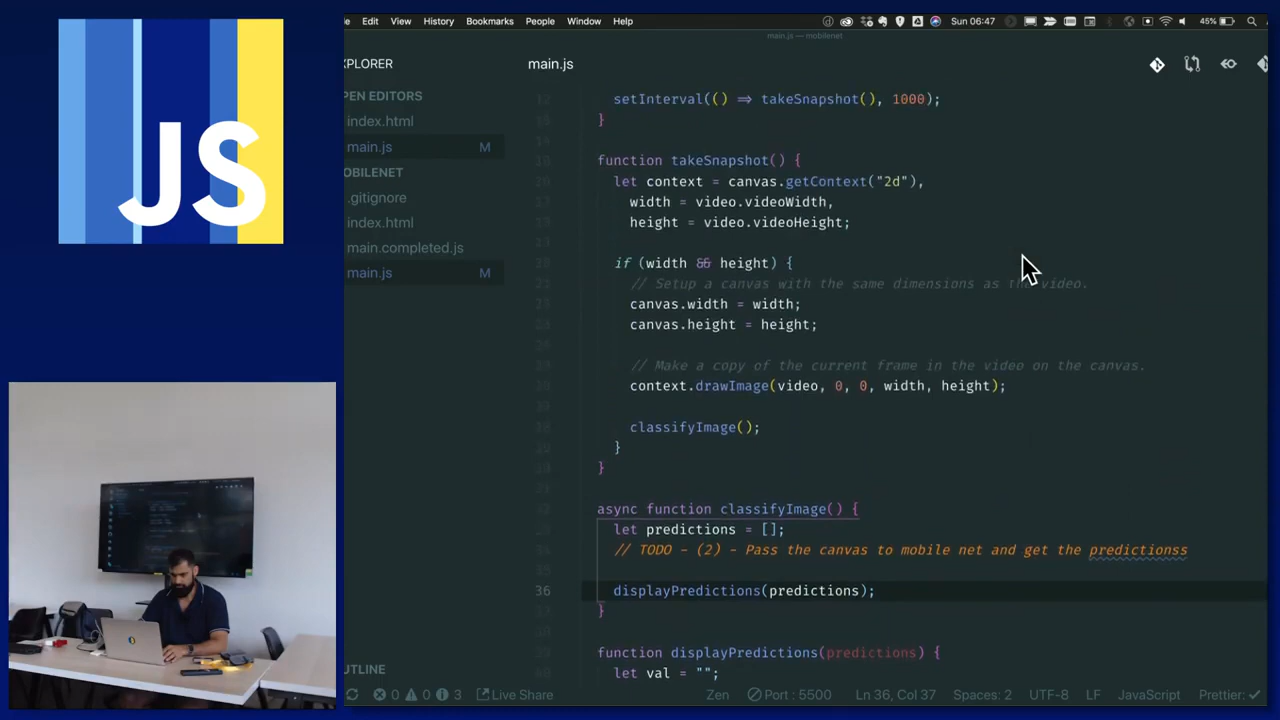 JS
Edit View History Bookmarks People Window Help Sun 06:47 45%
main.js — mobilenet
XPLORER
main.js
PEN EDITORS
index.html
main.js M
OBILENET
.gitignore
index.html
main.completed.js
main.js M
UTLINE
setInterval(() => takeSnapshot(), 1000);
}
function takeSnapshot() {
let context = canvas.getContext("2d"),
width = video.videoWidth,
height = video.videoHeight;
if (width && height) {
// Setup a canvas with the same dimensions as the video.
canvas.width = width;
canvas.height = height;
// Make a copy of the current frame in the video on the canvas.
context.drawImage(video, 0, 0, width, height);
classifyImage();
}
}
async function classifyImage() {
let predictions = [];
// TODO - (2) - Pass the canvas to mobile net and get the predictionss
36 displayPredictions(predictions);
}
function displayPredictions(predictions) {
let val = "";
0 0 3 Live Share Zen Port : 5500 Ln 36, Col 37 Spaces: 2 UTF-8 LF JavaScript Prettier: ✓